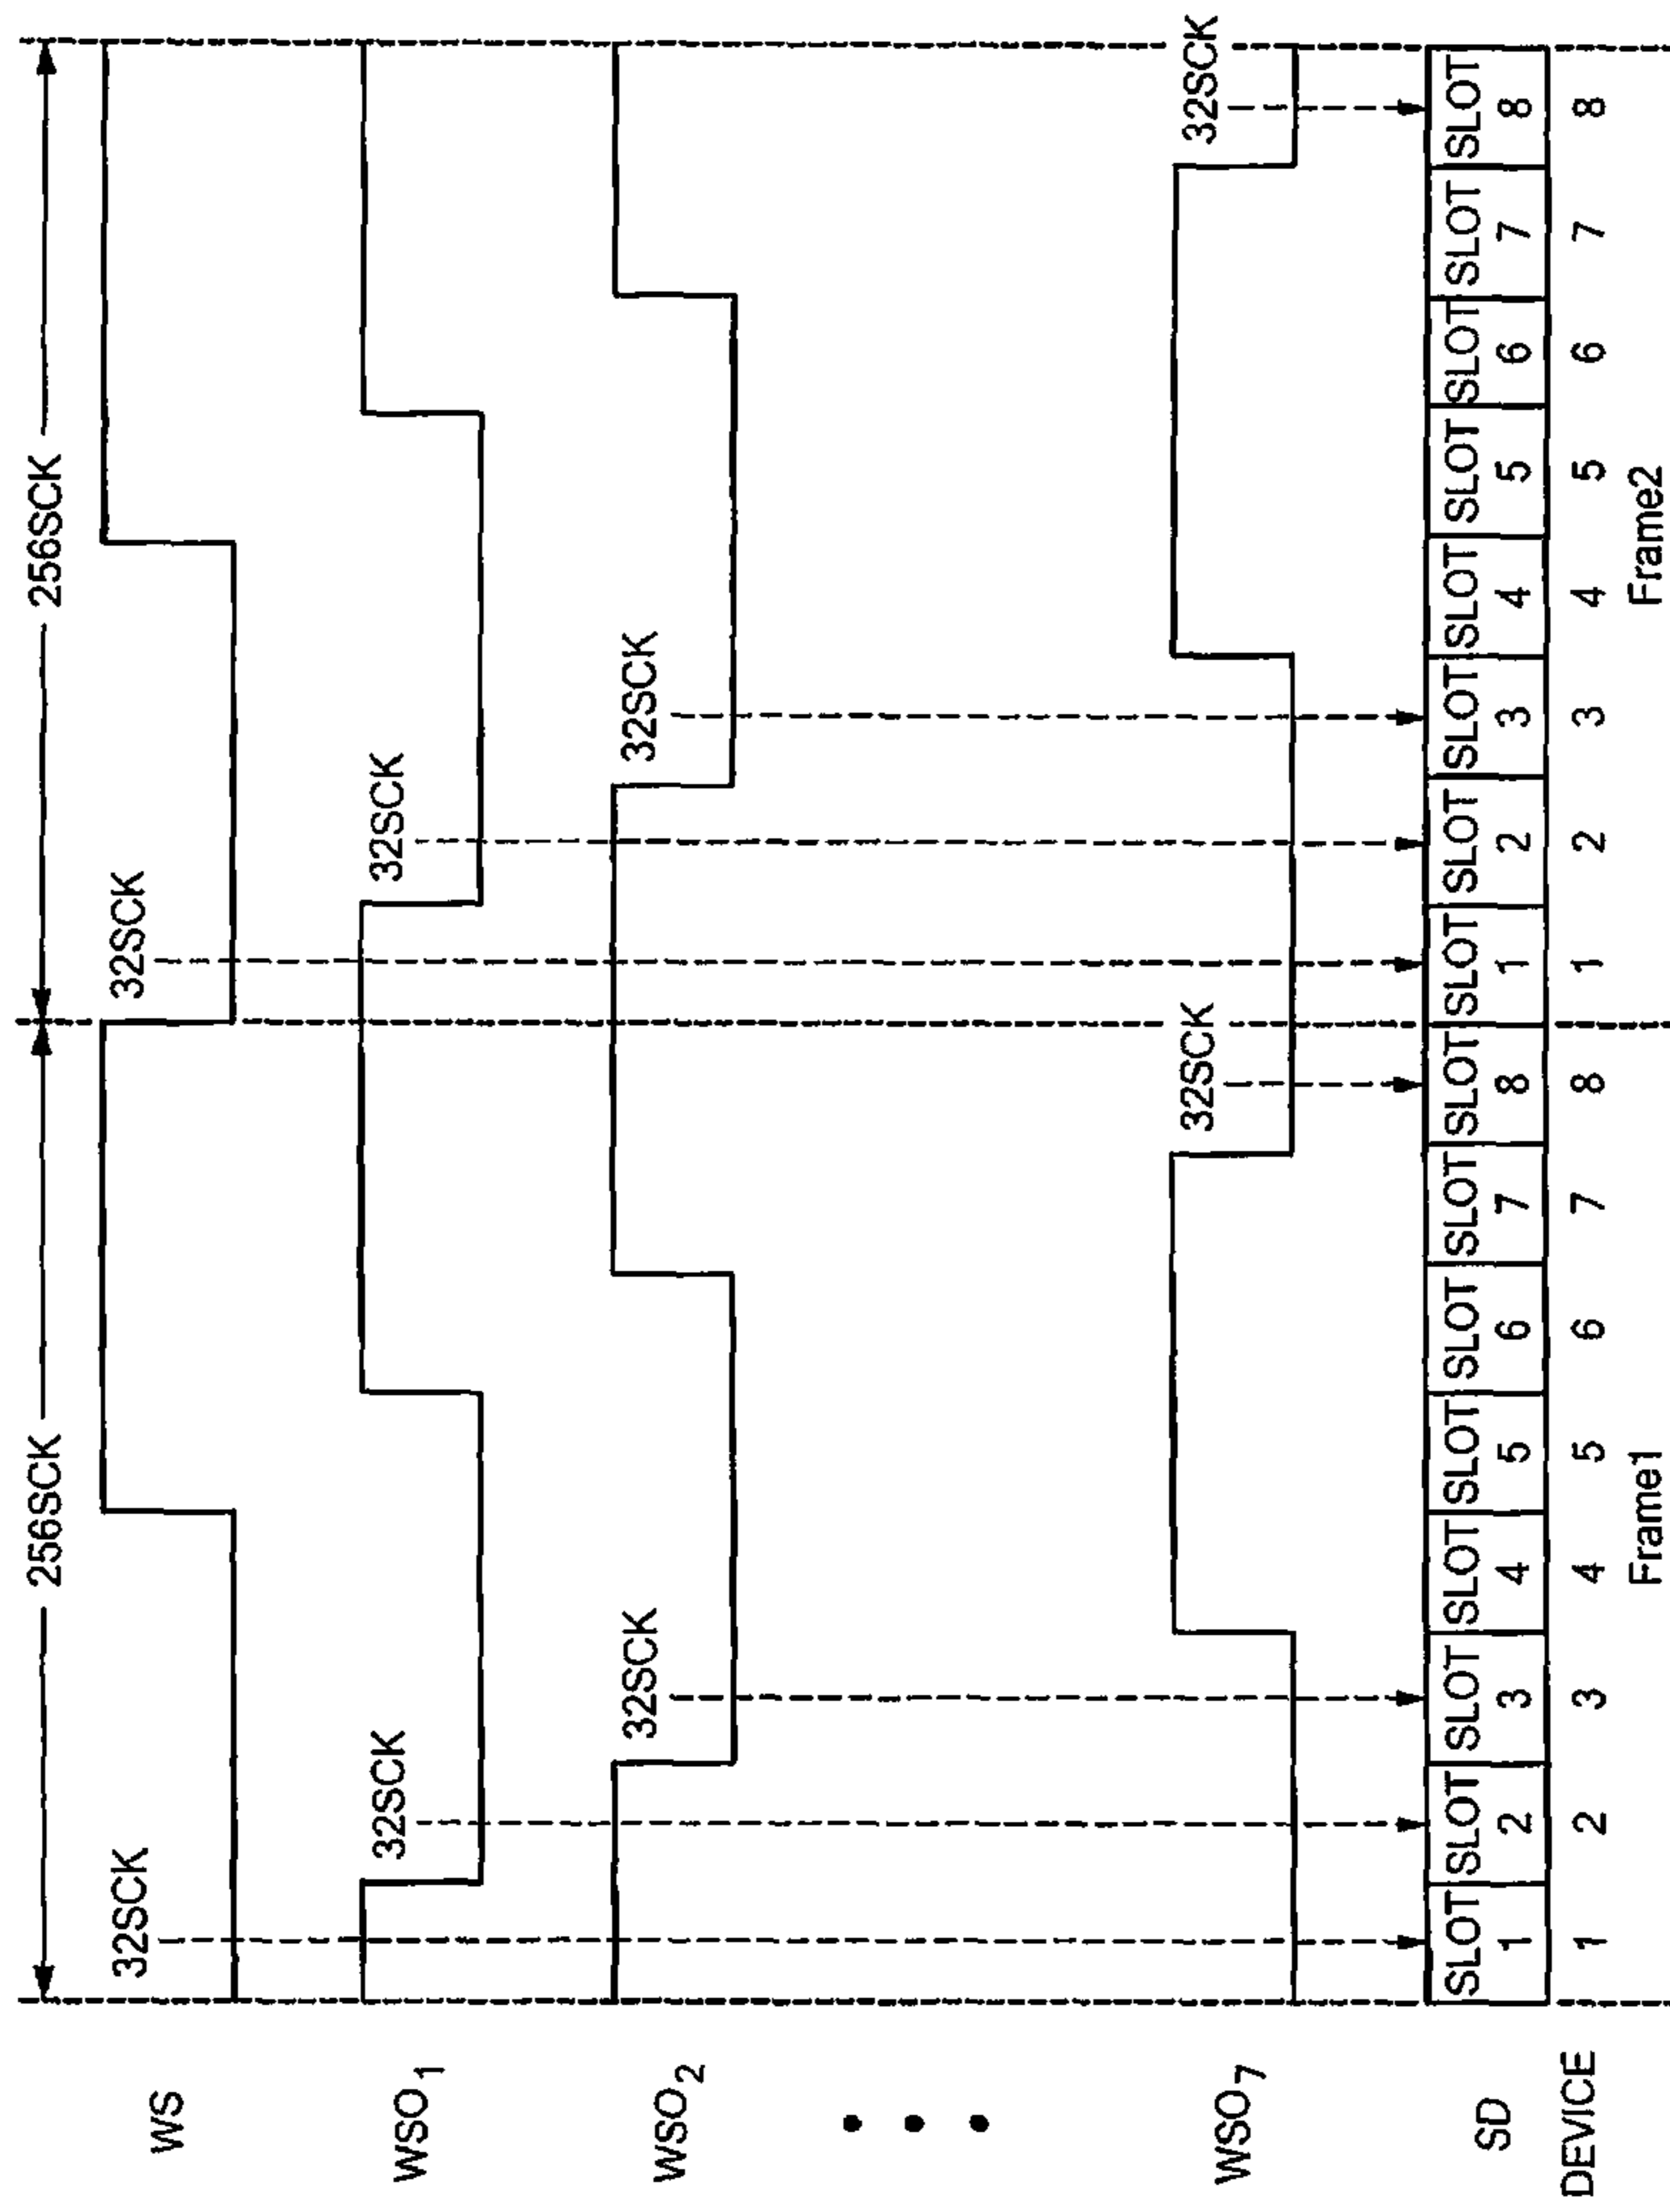 256SCK 256SCK
WS 32SCK 32SCK
WSO1 32SCK 32SCK
WSO2 32SCK 32SCK
WSO7 32SCK 32SCK
SD SLOT 1 SLOT 2 SLOT 3 SLOT 4 SLOT 5 SLOT 6 SLOT 7 SLOT 8 SLOT 1 SLOT 2 SLOT 3 SLOT 4 SLOT 5 SLOT 6 SLOT 7 SLOT 8
DEVICE 1 2 3 4 5 6 7 8 1 2 3 4 5 6 7 8
Frame1 Frame2